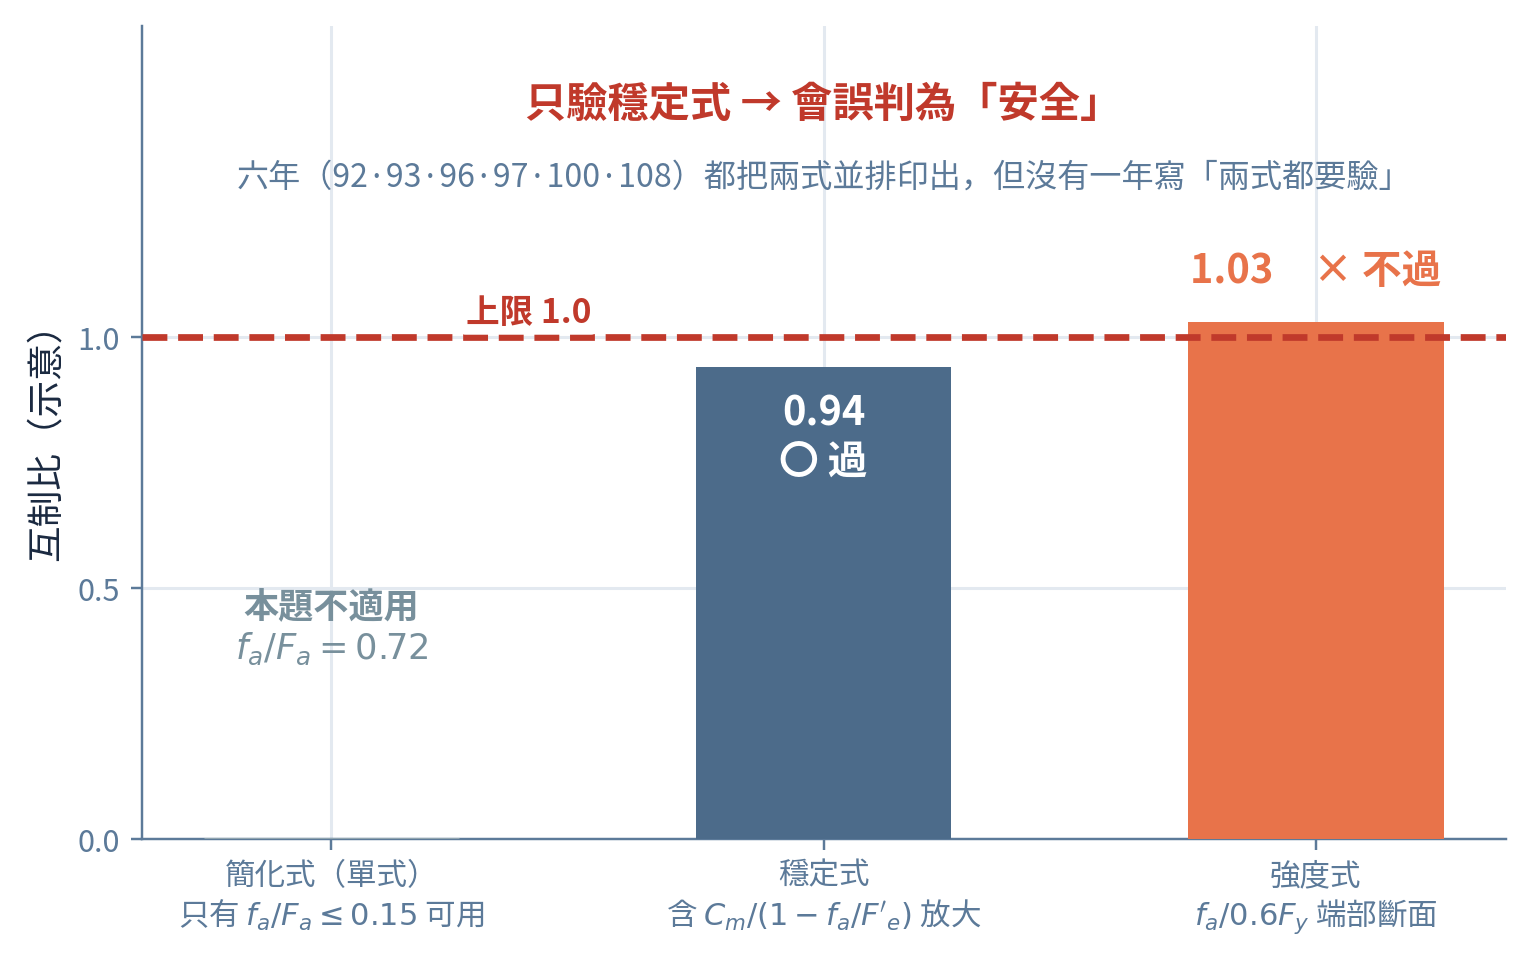 只驗穩定式 → 會誤判為「安全」
六年（92·93·96·97·100·108）都把兩式並排印出，但沒有一年寫「兩式都要驗」
1.03 × 不過
上限 1.0
互制比（示意）
1.0
0.94
○ 過
0.5
本題不適用
fa/Fa = 0.72
0.0
簡化式（單式）
只有 fa/Fa ≤ 0.15 可用
穩定式
含 Cm/(1 − fa/F′e) 放大
強度式
fa/0.6Fy 端部斷面